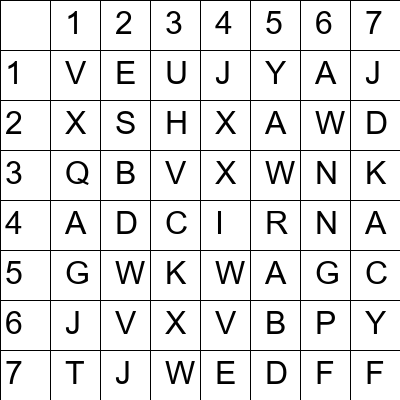 1 2 3 4 5 6 7
1 V E U J Y A J
2 X S H X A W D
3 Q B V X W N K
4 A D C I R N A
5 G W K W A G C
6 J V X V B P Y
7 T J W E D F F